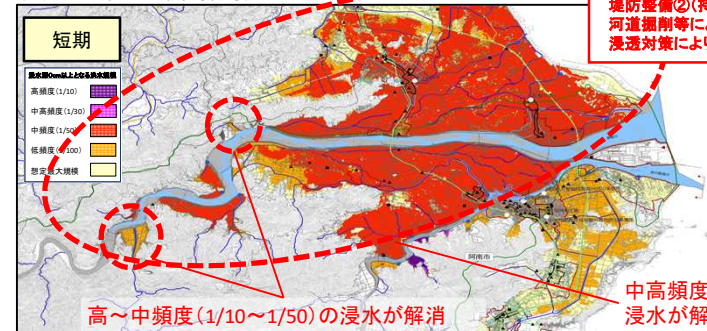 堤防整備②(
河道掘削等によ
浸透対策により
短期
浸水深0cm以上となる洪水規模
高頻度(1/10)
中高頻度(1/30)
中頻度(1/50)
低頻度(1/100)
想定最大規模
阿南市
高～中頻度(1/10～1/50)の浸水が解消
中高頻度
浸水が解